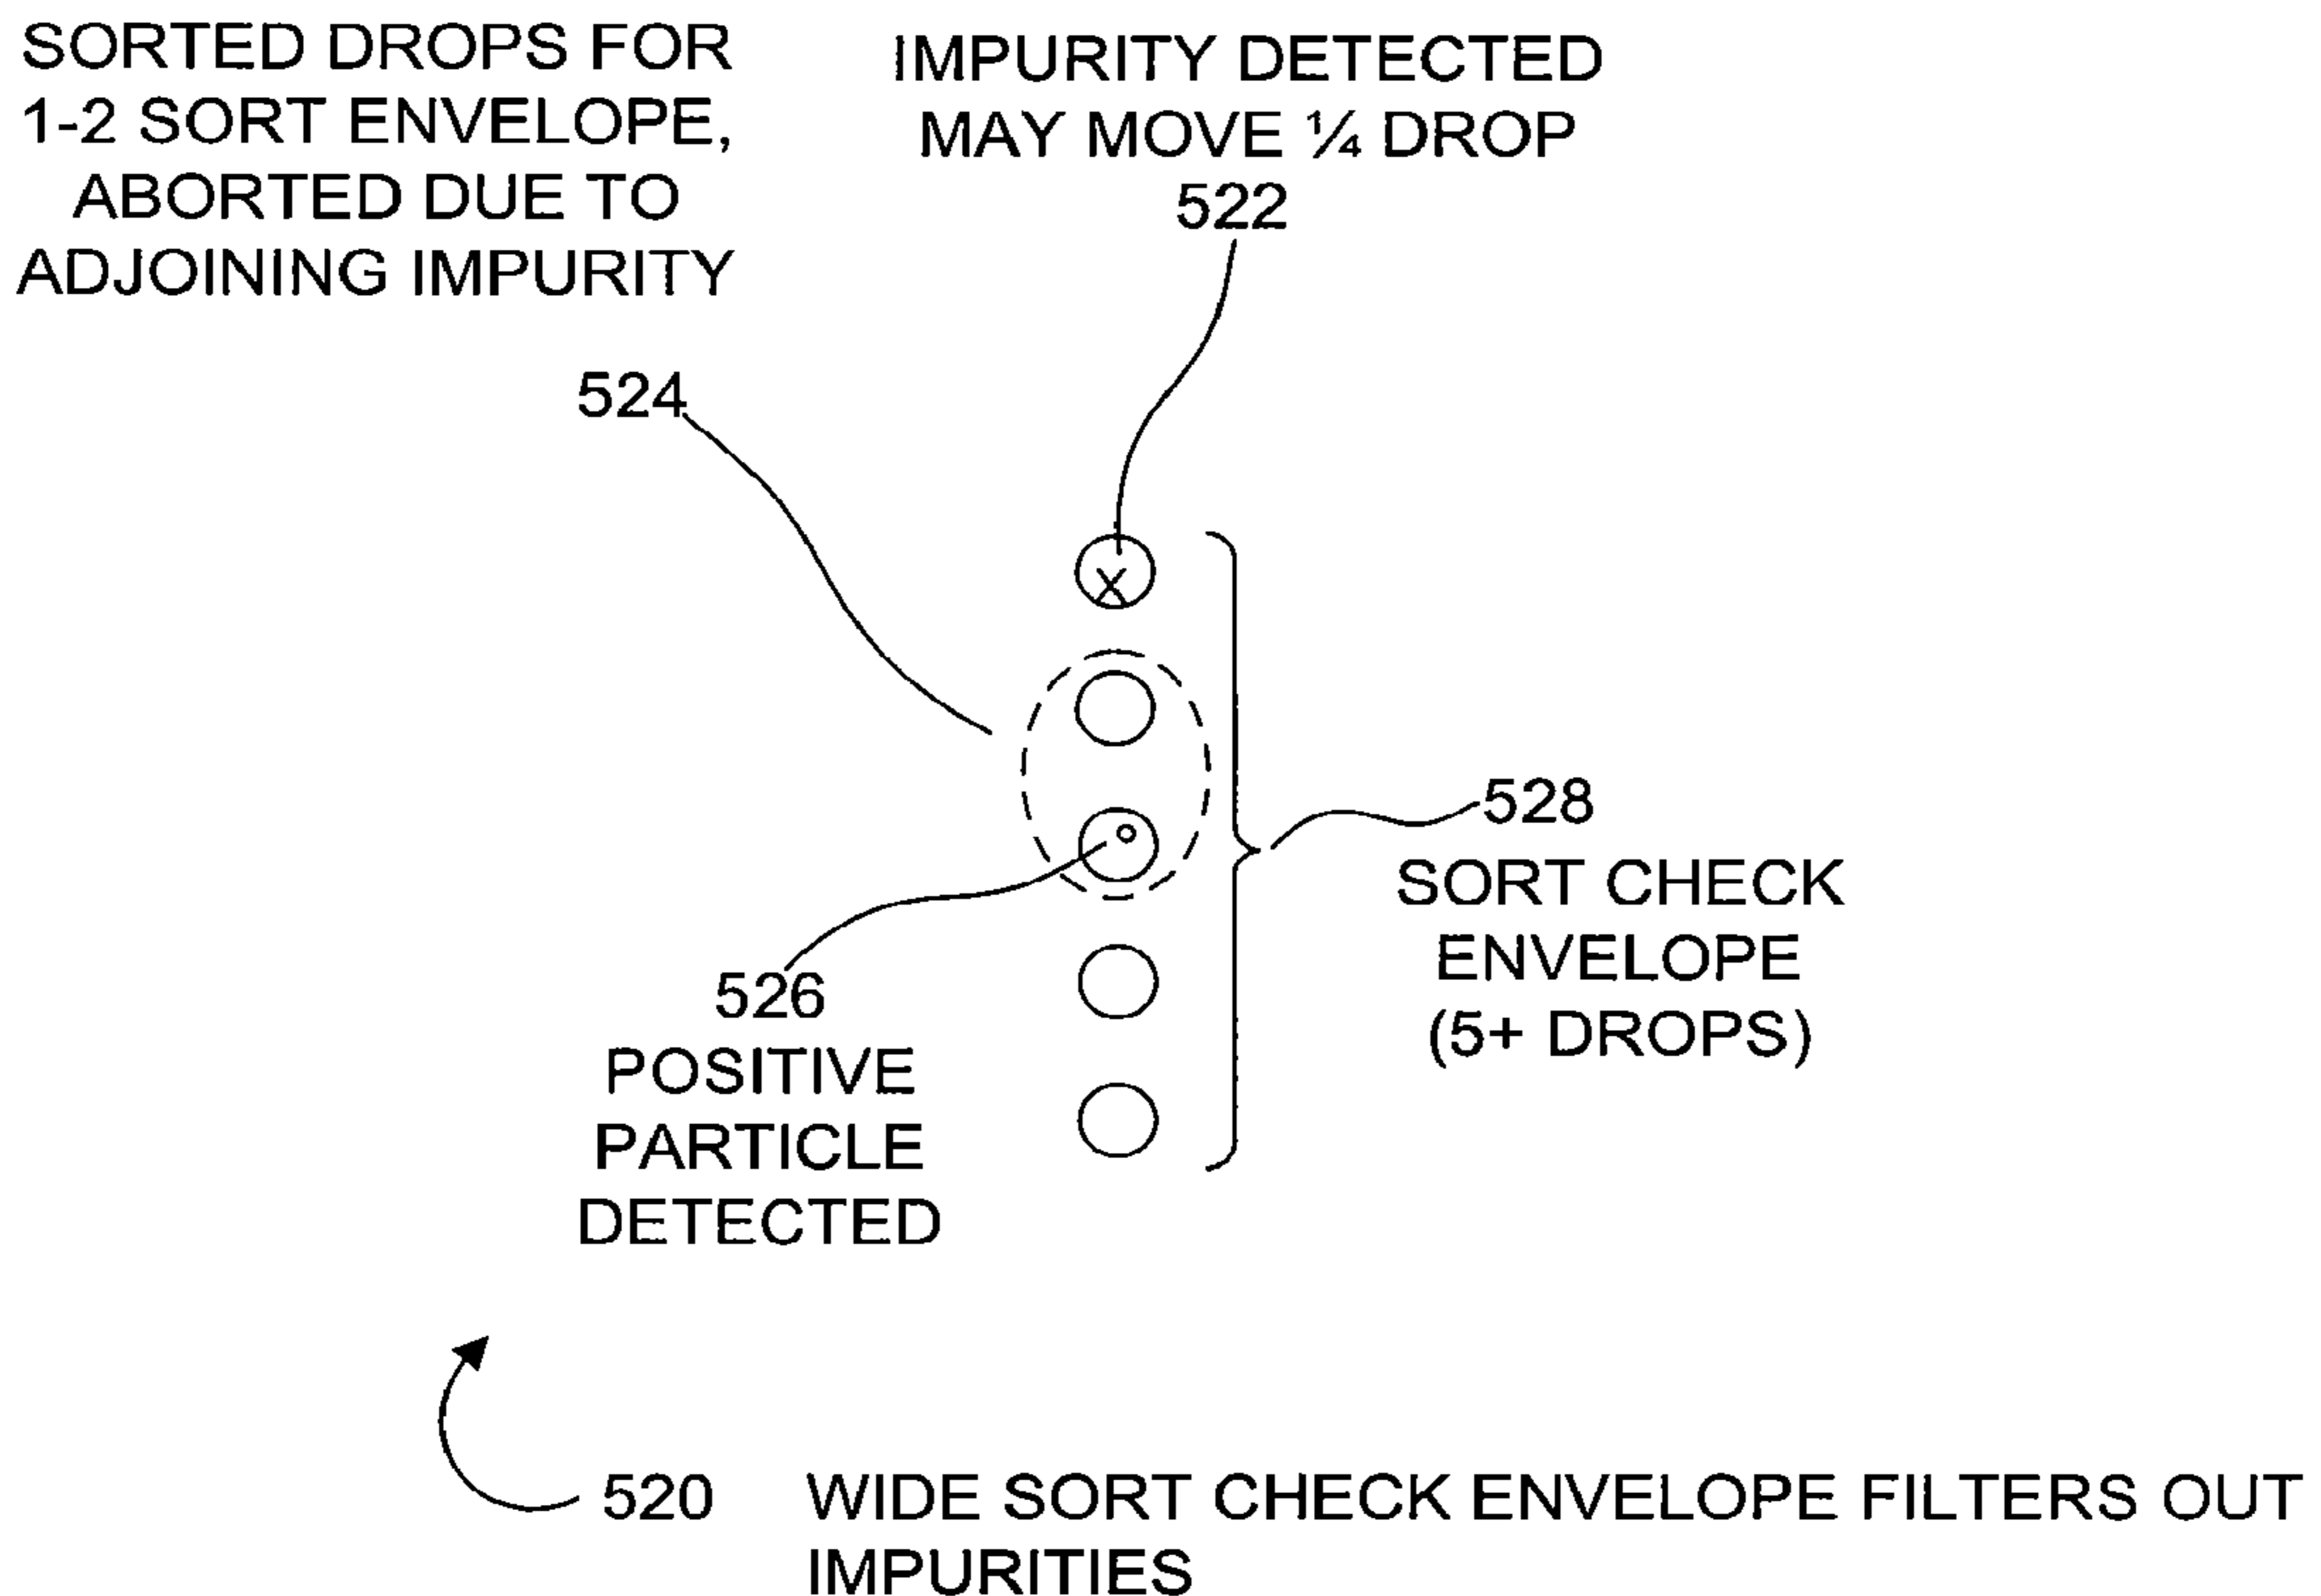 SORTED DROPS FOR
1-2 SORT ENVELOPE,
ABORTED DUE TO
ADJOINING IMPURITY
524
IMPURITY DETECTED
MAY MOVE ¼ DROP
522
X
528
SORT CHECK
ENVELOPE
(5+ DROPS)
526
POSITIVE
PARTICLE
DETECTED
520 WIDE SORT CHECK ENVELOPE FILTERS OUT
IMPURITIES